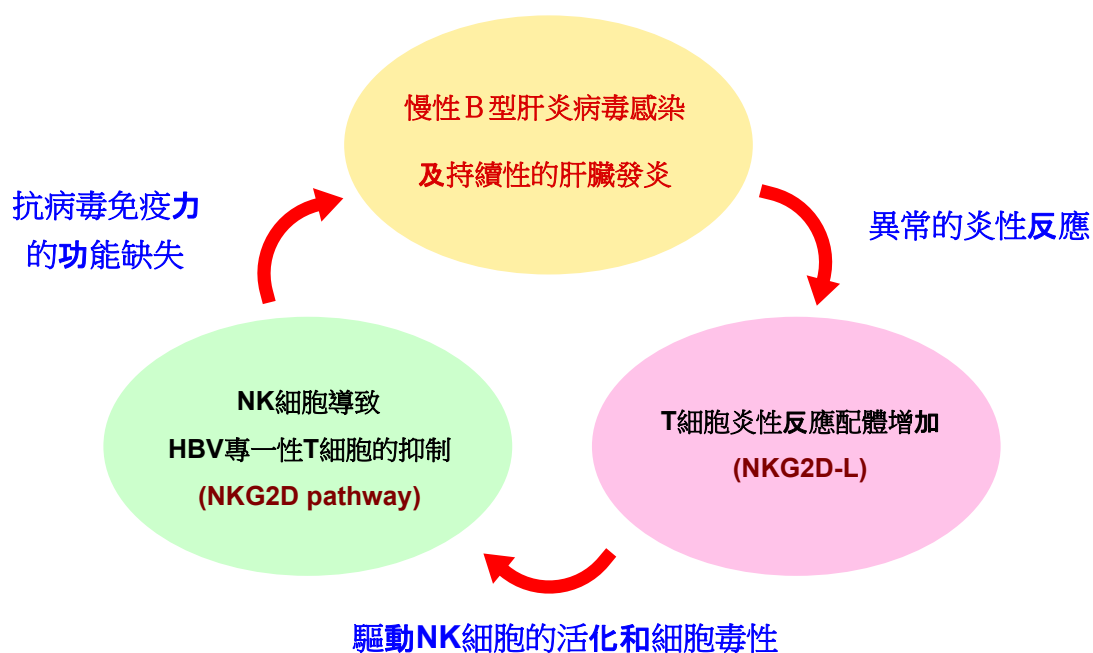 慢性Ｂ型肝炎病毒感染
及持續性的肝臟發炎
異常的炎性反應
T細胞炎性反應配體增加
(NKG2D-L)
驅動NK細胞的活化和細胞毒性
NK細胞導致
HBV專一性T細胞的抑制
(NKG2D pathway)
抗病毒免疫力
的功能缺失